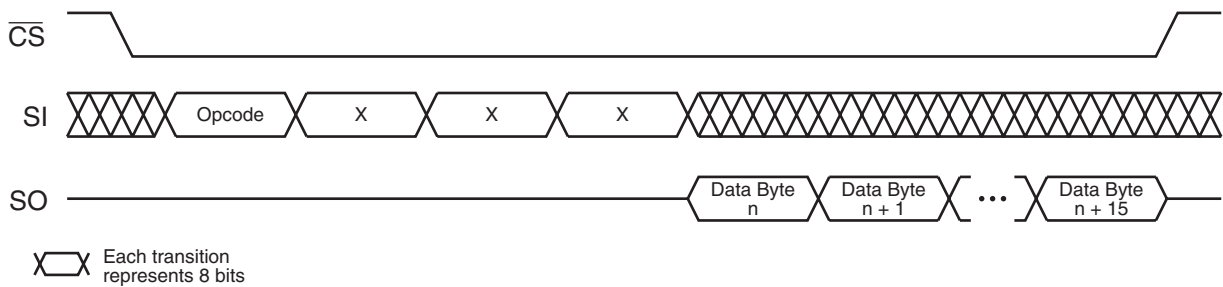 CS
SI
Opcode
X
X
X
SO
Data Byte
n
Data Byte
n + 1
•••
Data Byte
n + 15
Each transition
represents 8 bits